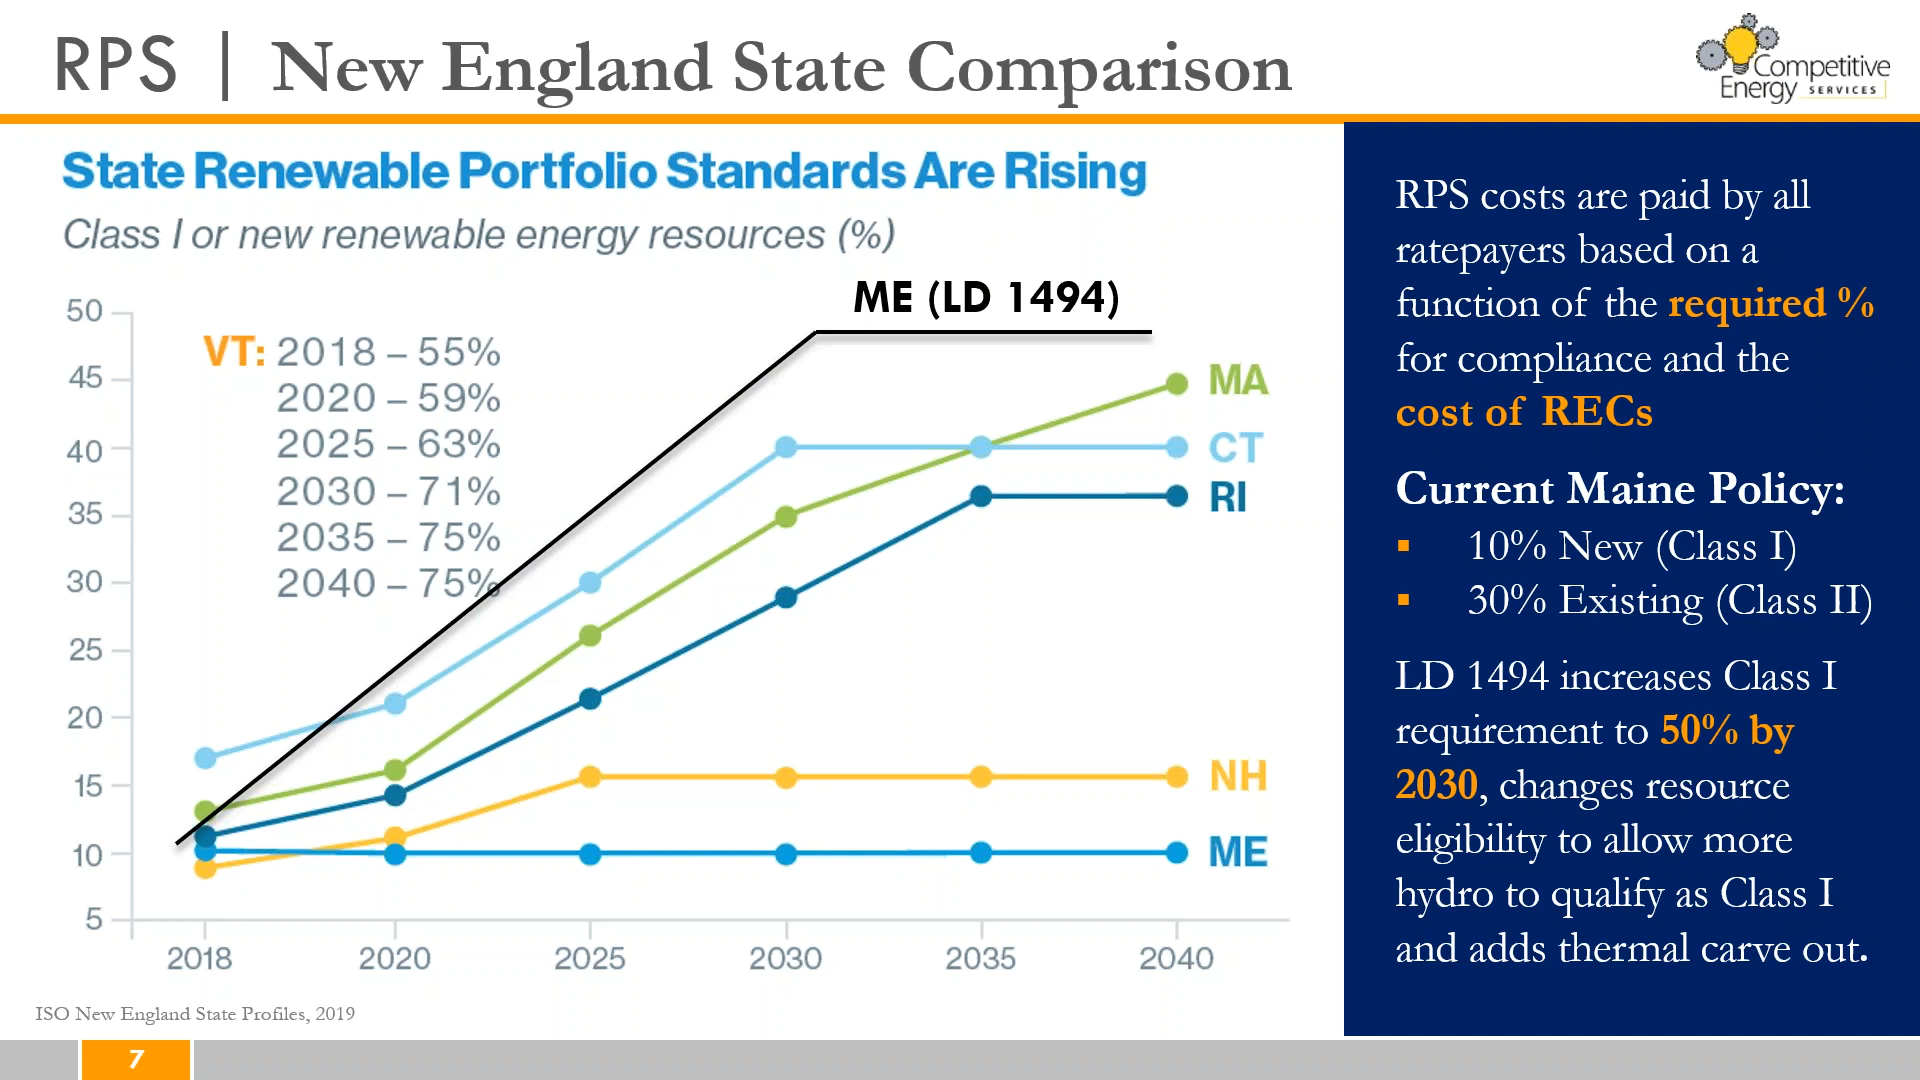 RPS | New England State Comparison
Competitive
Energy SERVICES
State Renewable Portfolio Standards Are Rising
Class I or new renewable energy resources (%)
ME (LD 1494)
50
45
40
35
30
25
20
15
10
5
VT: 2018 – 55%
2020 – 59%
2025 – 63%
2030 – 71%
2035 – 75%
2040 – 75%
MA
CT
RI
NH
ME
2018 2020 2025 2030 2035 2040
ISO New England State Profiles, 2019
RPS costs are paid by all
ratepayers based on a
function of the required %
for compliance and the
cost of RECs
Current Maine Policy:
▪ 10% New (Class I)
▪ 30% Existing (Class II)
LD 1494 increases Class I
requirement to 50% by
2030, changes resource
eligibility to allow more
hydro to qualify as Class I
and adds thermal carve out.
7